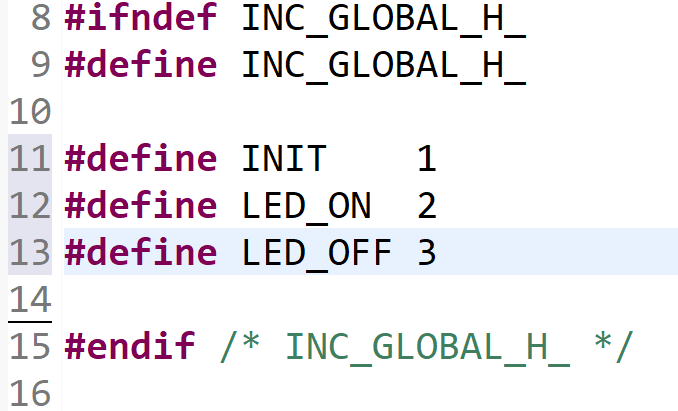 8 #ifndef INC_GLOBAL_H_
9 #define INC_GLOBAL_H_
10
11 #define INIT    1
12 #define LED_ON  2
13 #define LED_OFF 3
14
15 #endif /* INC_GLOBAL_H_ */
16